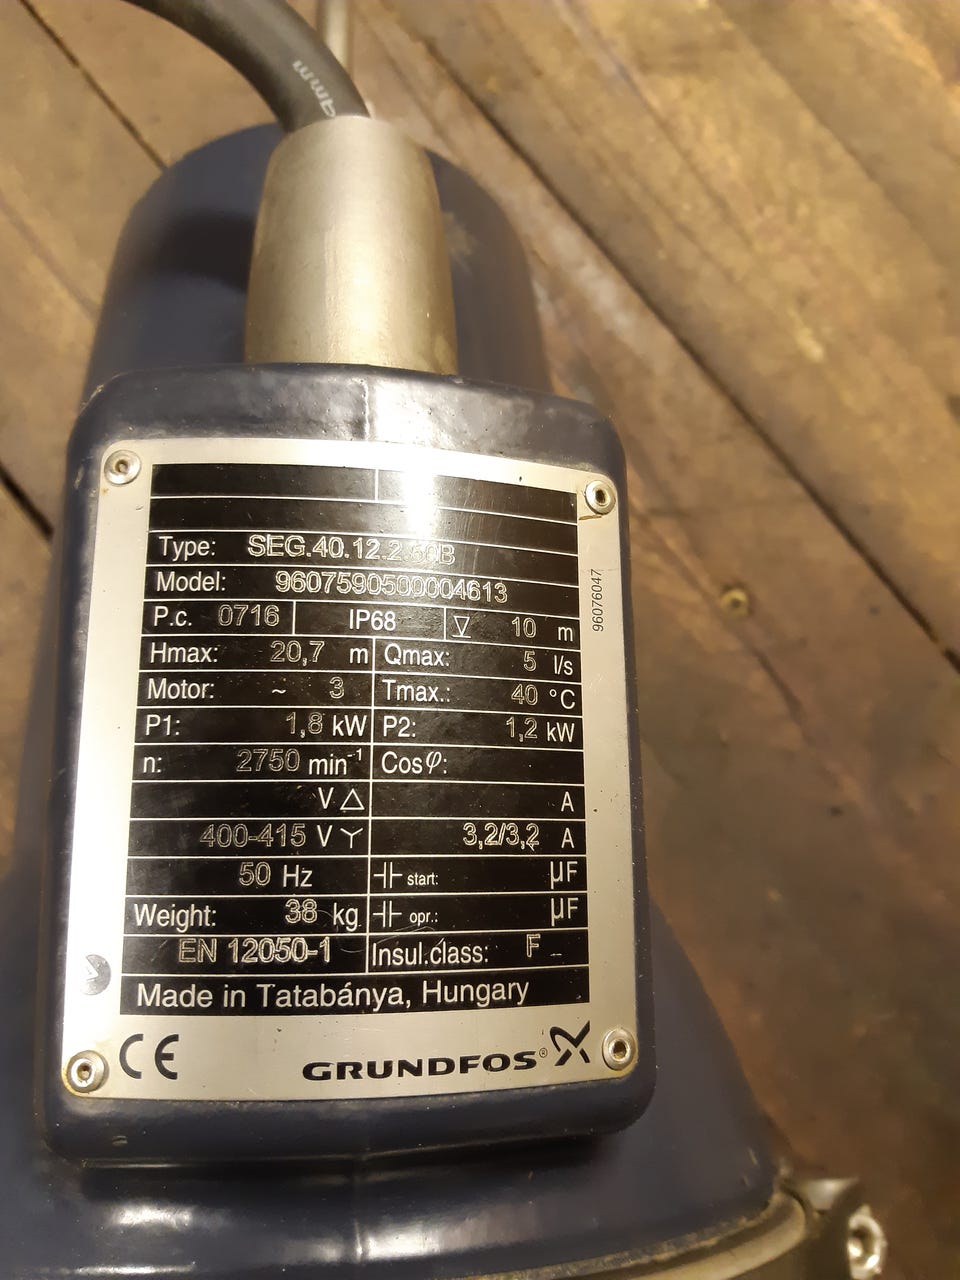 Type: SEG.40.12.2.50B
Model: 9607590500004613
P.c. 0716 IP68 10 m
Hmax: 20,7 m Qmax: 5 l/s
Motor: ~ 3 Tmax.: 40 °C
P1: 1,8 kW P2: 1,2 kW
n: 2750 min⁻¹ Cosφ:
V △ A
400-415 V Y 3,2/3,2 A
50 Hz start: µF
Weight: 38 kg opr.: µF
EN 12050-1 Insul.class: F
Made in Tatabánya, Hungary
CE GRUNDFOS®
96076047